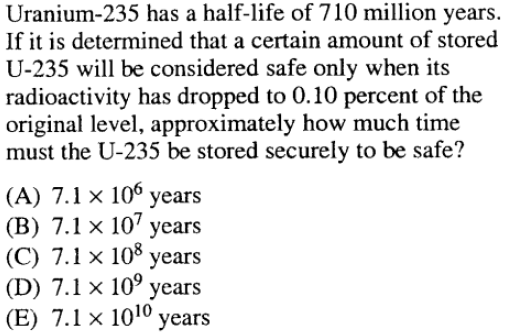 Uranium-235 has a half-life of 710 million years.
If it is determined that a certain amount of stored
U-235 will be considered safe only when its
radioactivity has dropped to 0.10 percent of the
original level, approximately how much time
must the U-235 be stored securely to be safe?
(A) 7.1 × 10⁶ years
(B) 7.1 × 10⁷ years
(C) 7.1 × 10⁸ years
(D) 7.1 × 10⁹ years
(E) 7.1 × 10¹⁰ years